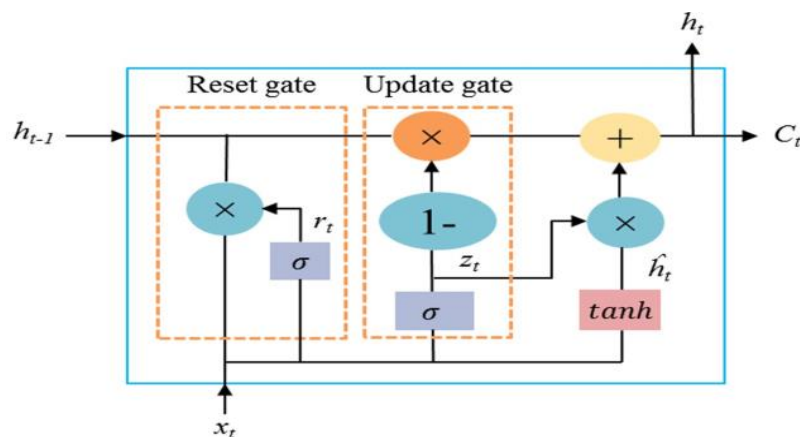 h_t
Reset gate Update gate
h_{t-1} × + C_t
× r_t 1- ×
σ z_t ĥ_t
σ tanh
x_t